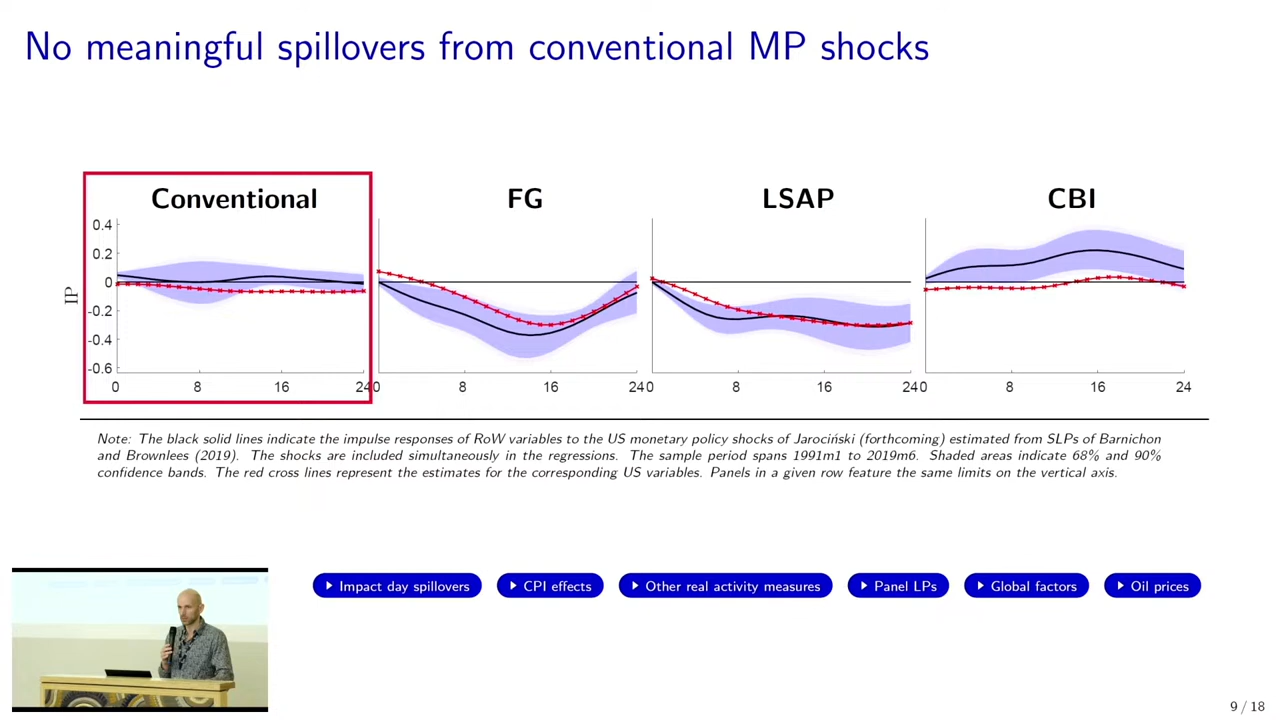 No meaningful spillovers from conventional MP shocks
Conventional
FG
LSAP
CBI
0.4
0.2
0
-0.2
-0.4
-0.6
IP
0 8 16 24
0 8 16 24
0 8 16 24
0 8 16 24
Note: The black solid lines indicate the impulse responses of RoW variables to the US monetary policy shocks of Jarociński (forthcoming) estimated from SLPs of Barnichon
and Brownlees (2019). The shocks are included simultaneously in the regressions. The sample period spans 1991m1 to 2019m6. Shaded areas indicate 68% and 90%
confidence bands. The red cross lines represent the estimates for the corresponding US variables. Panels in a given row feature the same limits on the vertical axis.
Impact day spillovers
CPI effects
Other real activity measures
Panel LPs
Global factors
Oil prices
9 / 18